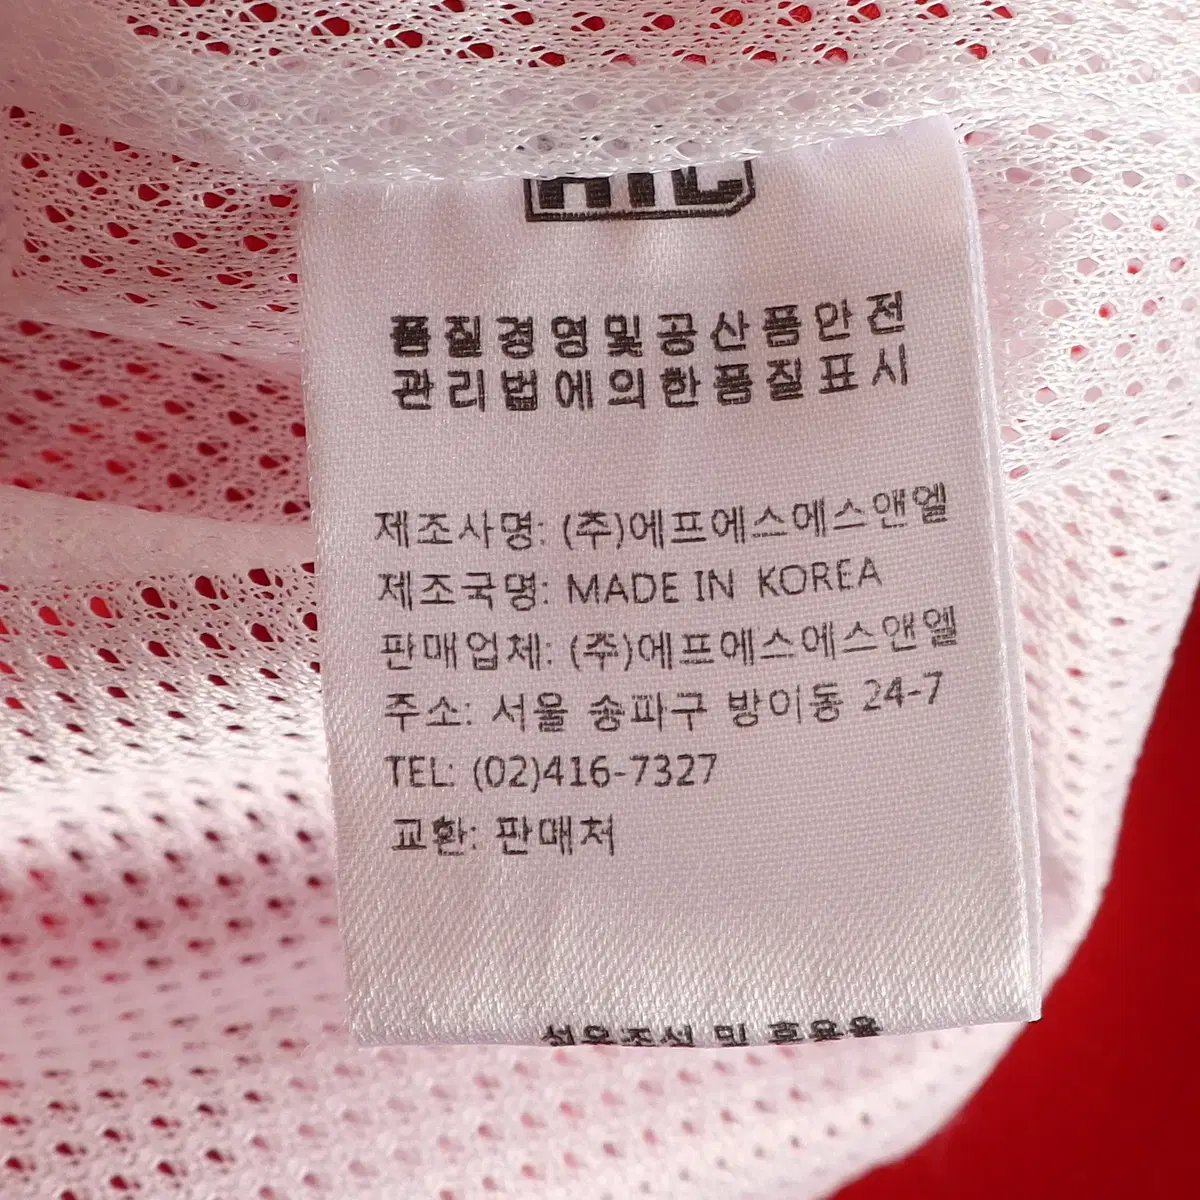 품질경영및공산품안전
관리법에의한품질표시
제조사명: (주)에프에스에스앤엘
제조국명: MADE IN KOREA
판매업체: (주)에프에스에스앤엘
주소: 서울 송파구 방이동 24-7
TEL: (02)416-7327
교환: 판매처